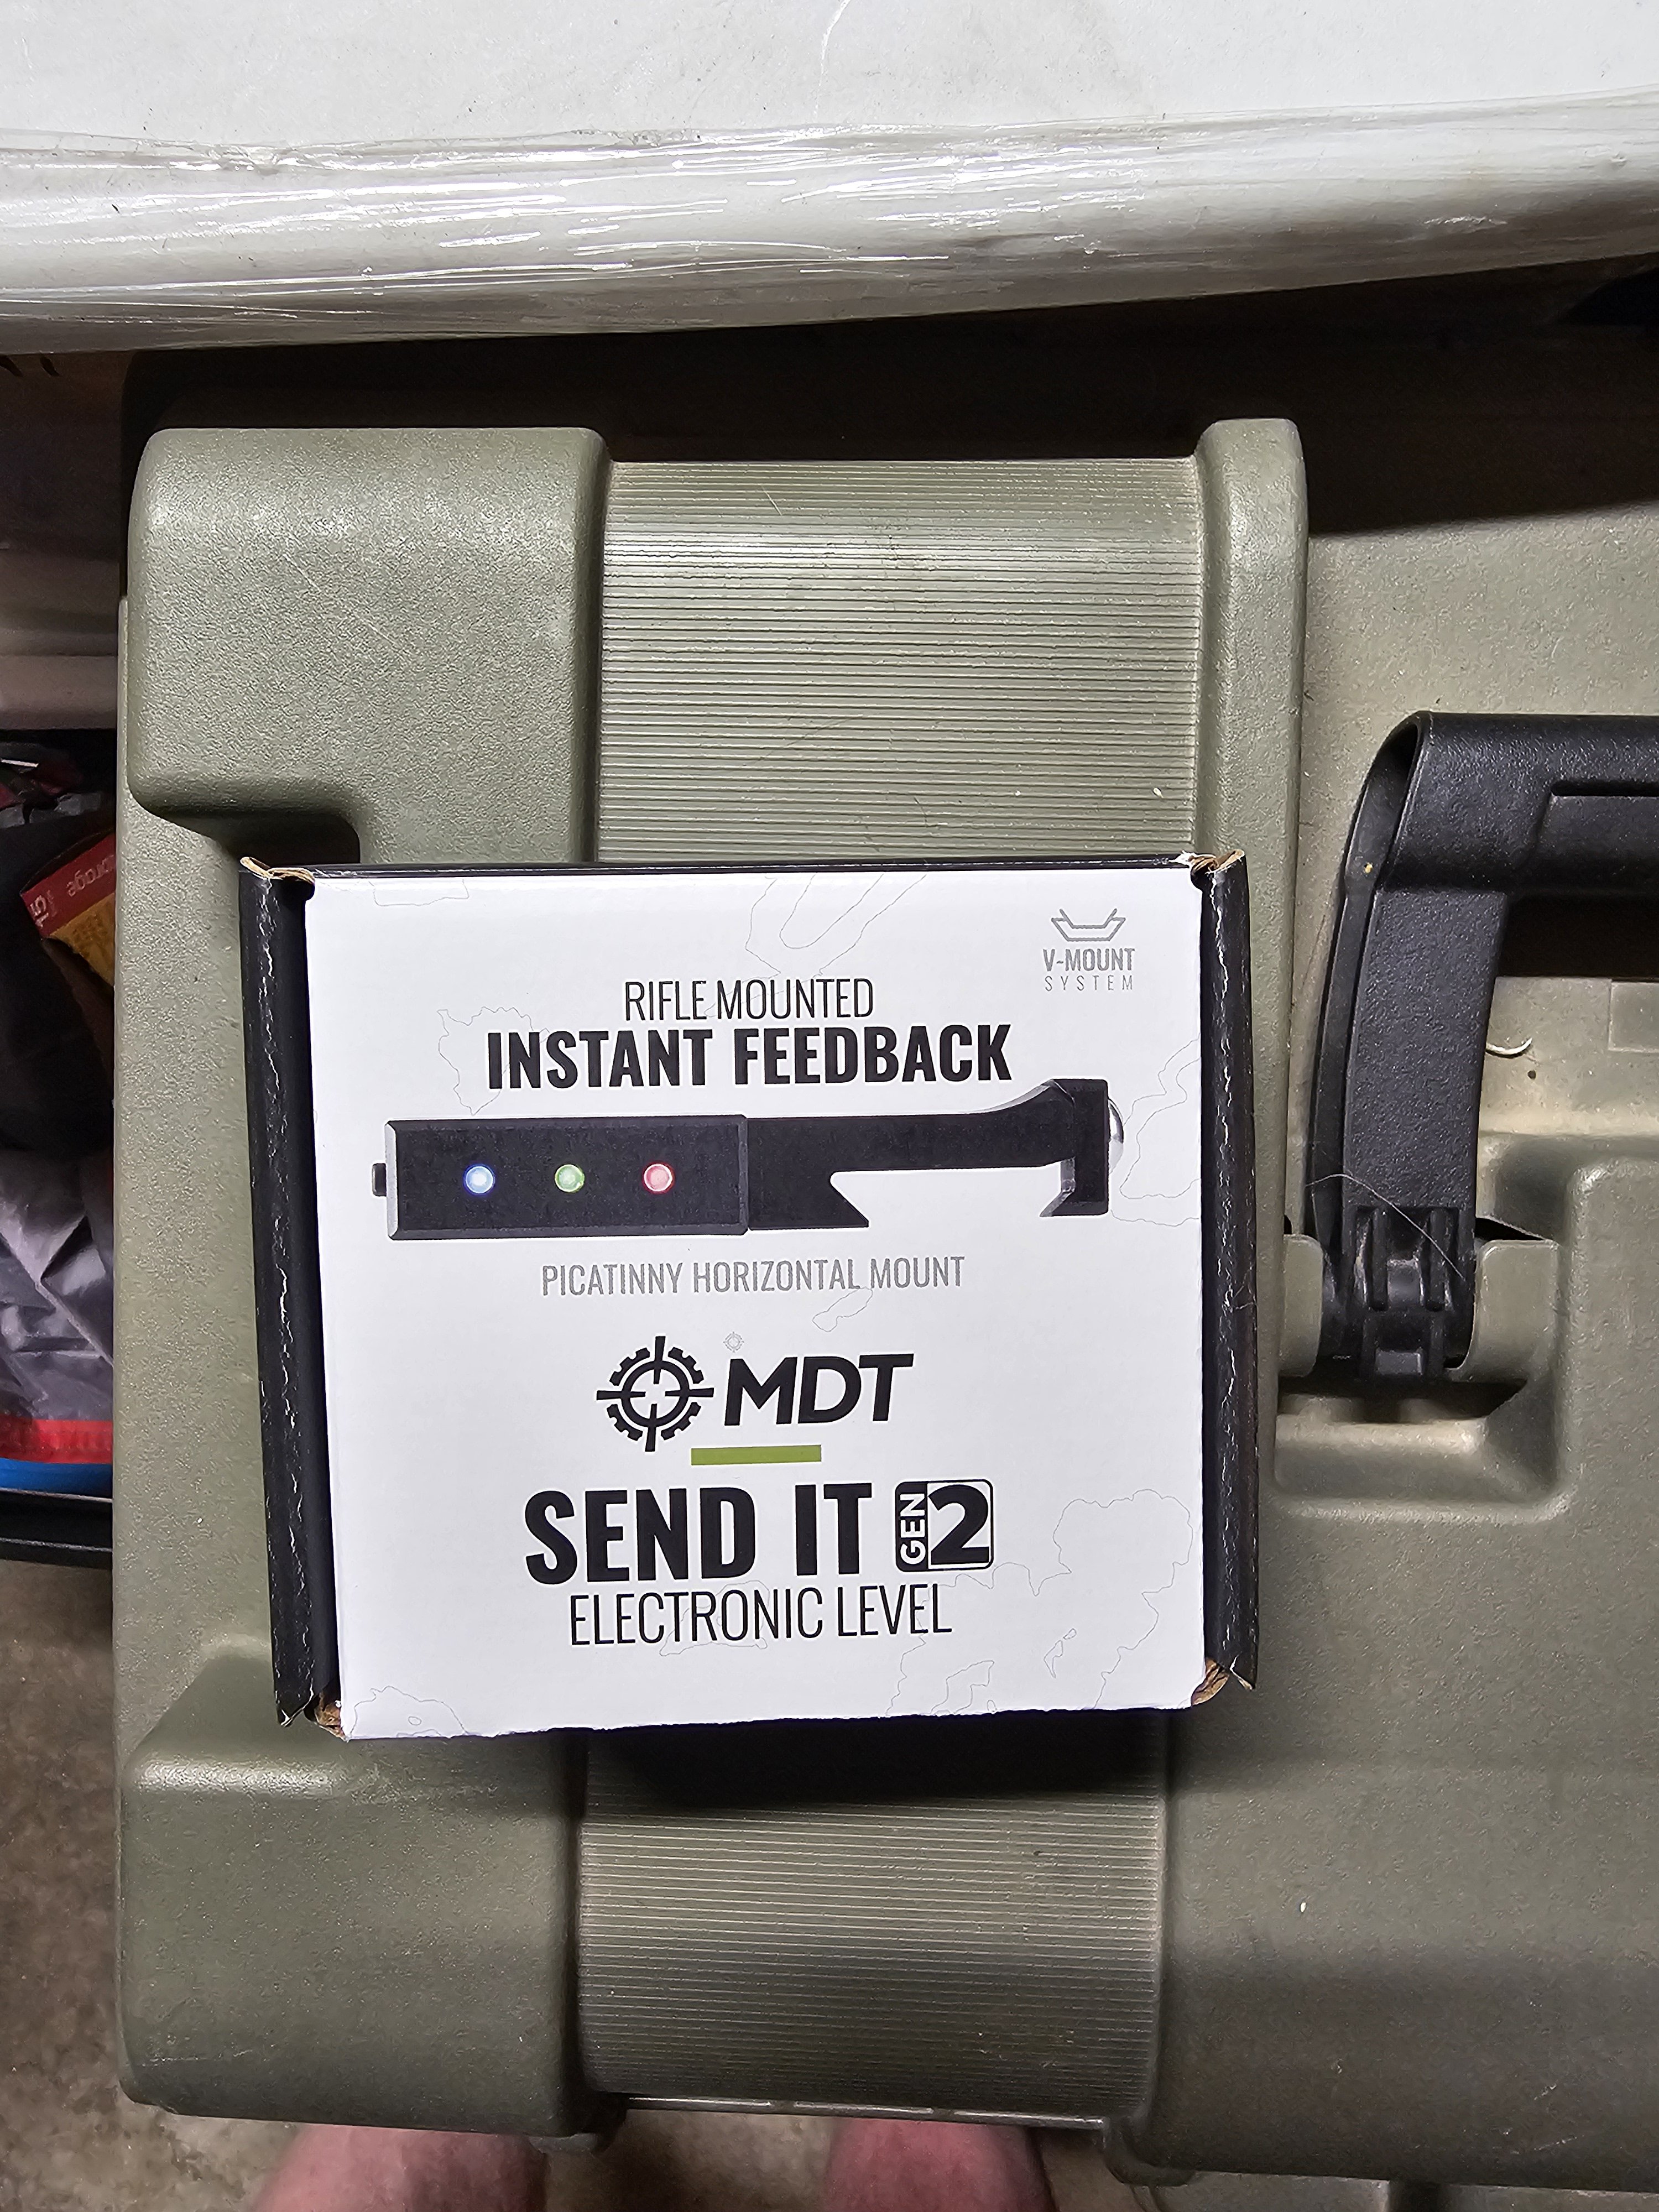 V-MOUNT
SYSTEM
RIFLE MOUNTED
INSTANT FEEDBACK
PICATINNY HORIZONTAL MOUNT
MDT
SEND IT GEN 2
ELECTRONIC LEVEL